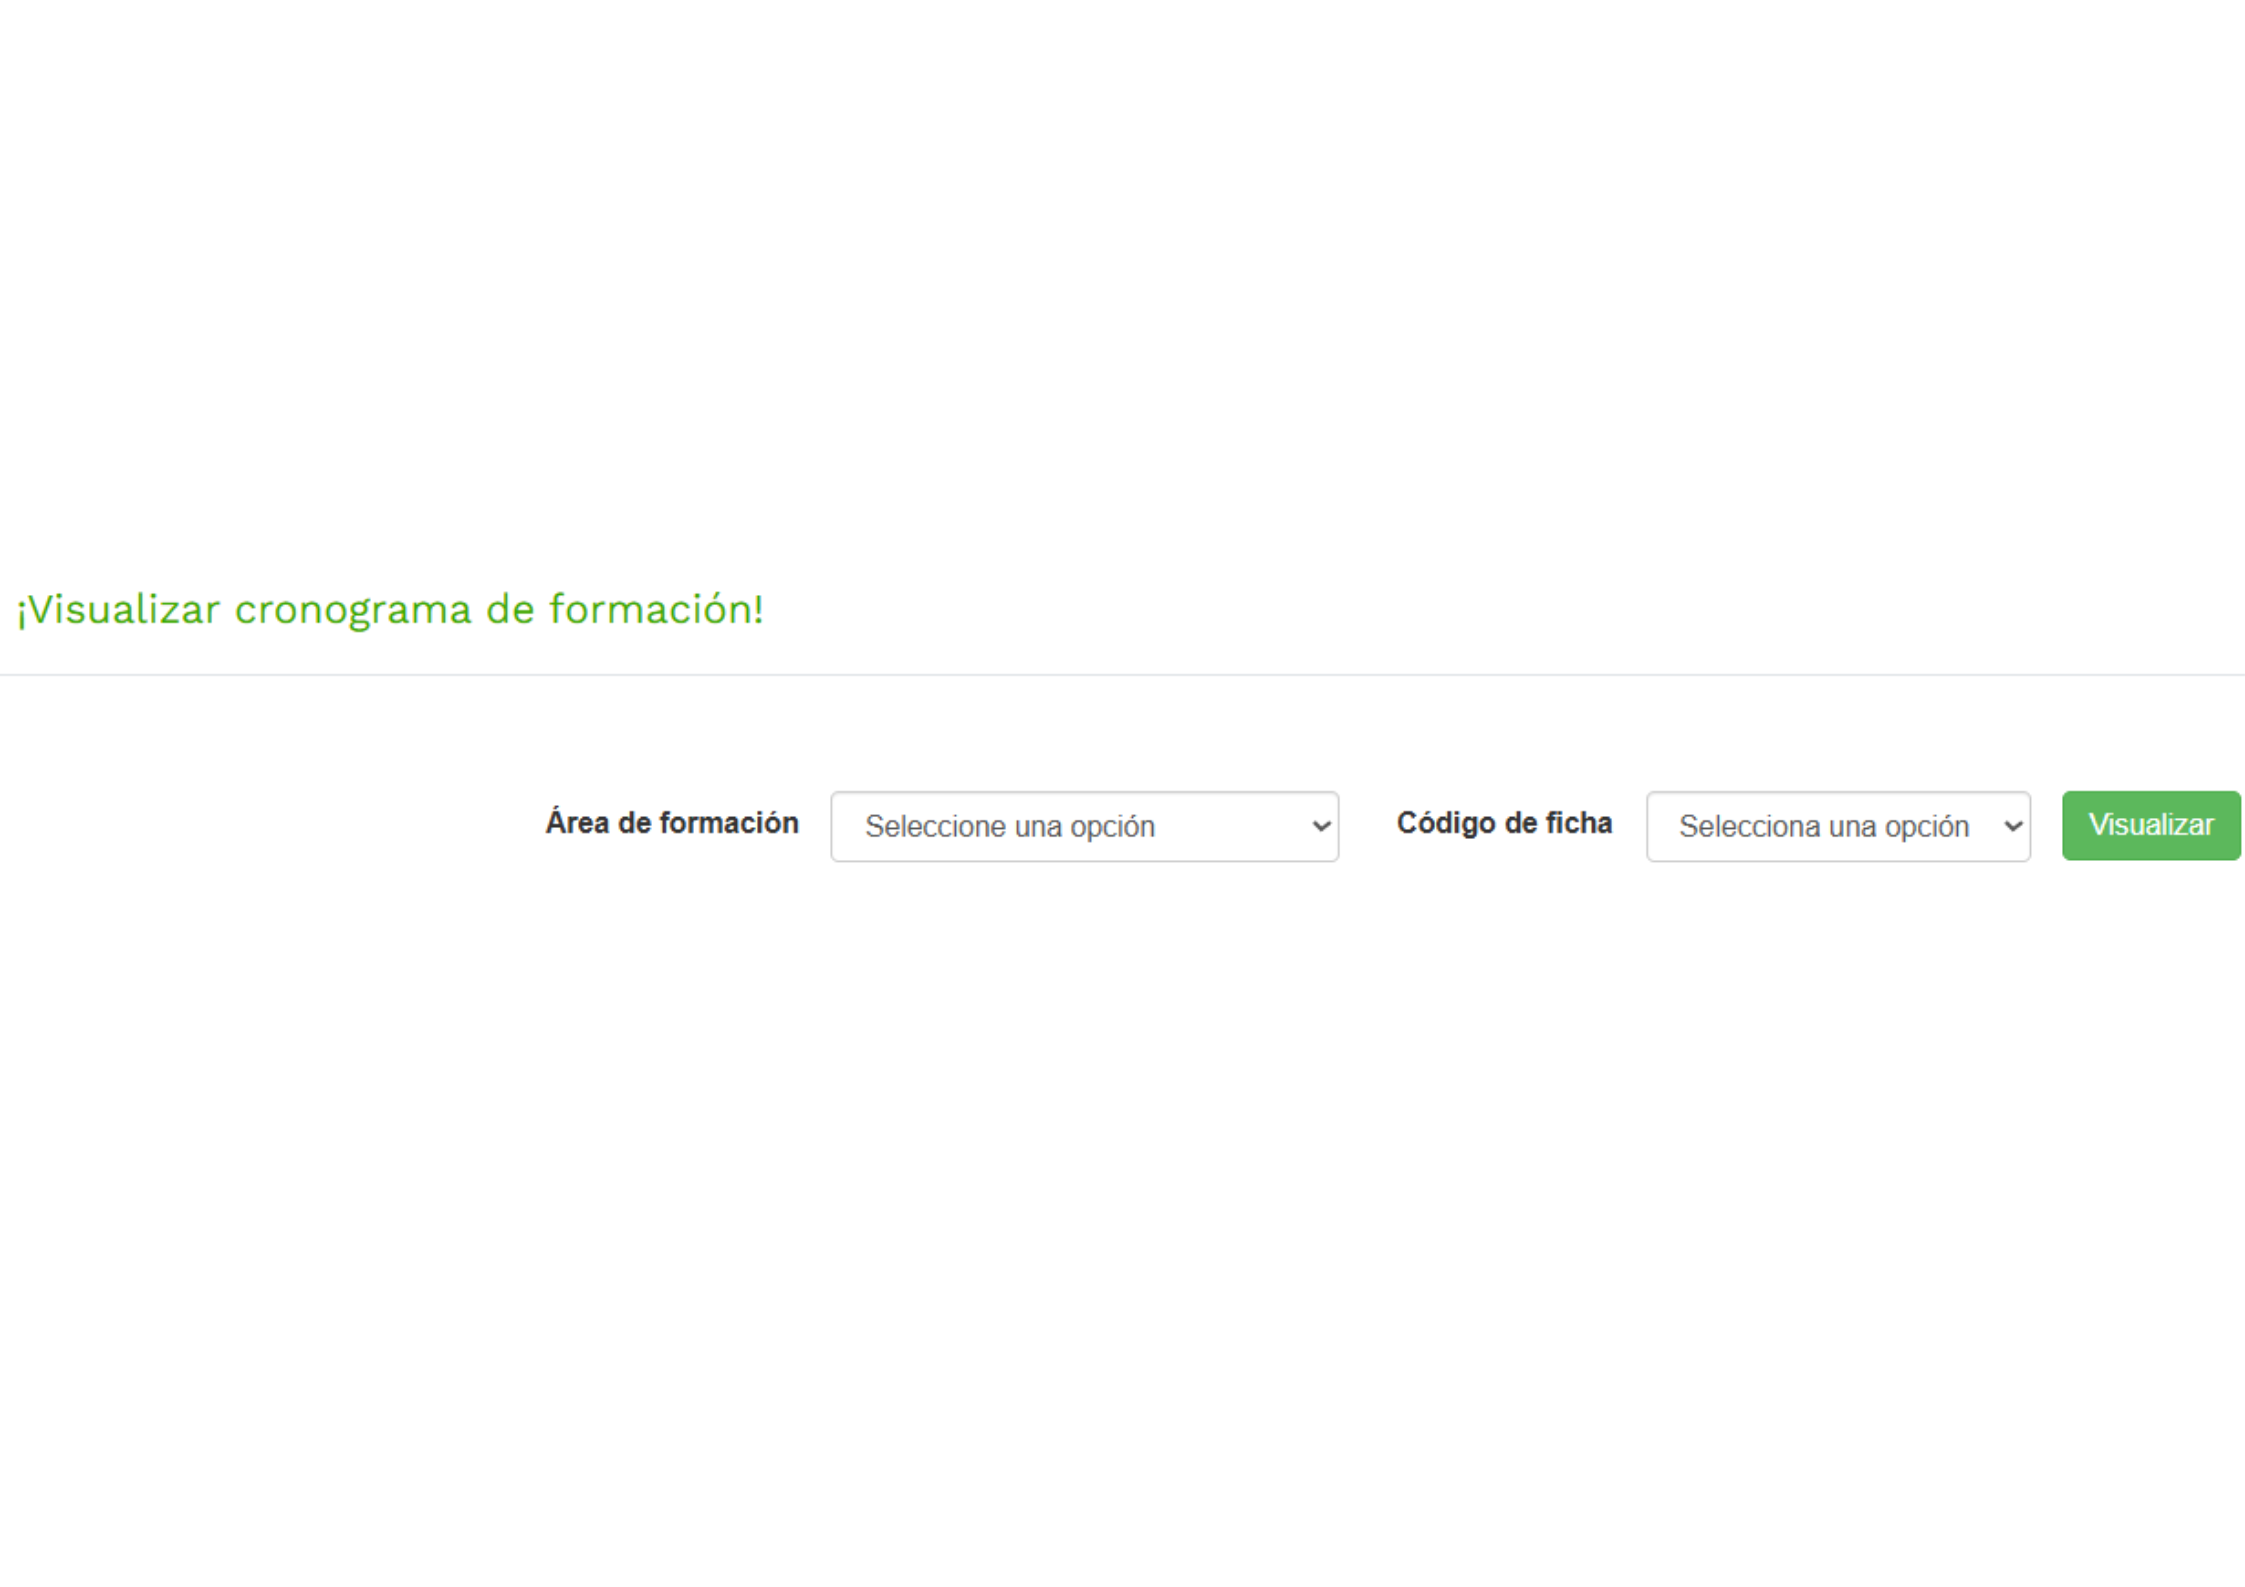 ¡Visualizar cronograma de formación!
Área de formación Seleccione una opción Código de ficha Selecciona una opción Visualizar